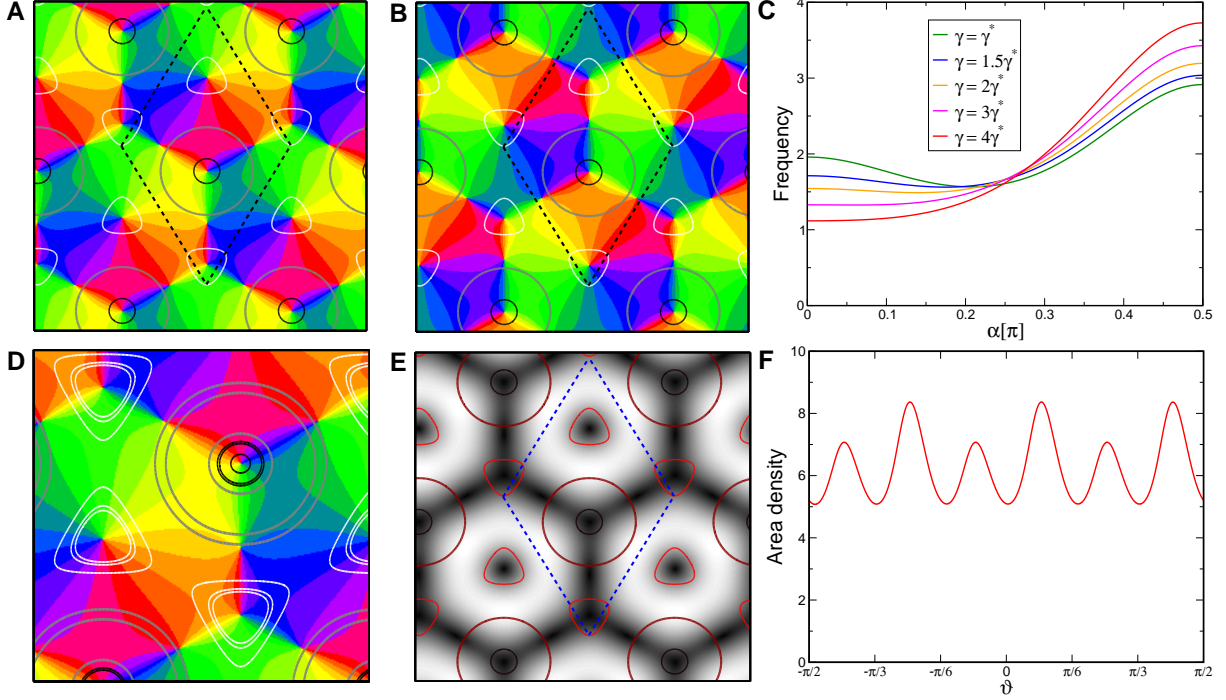 A
B
C
4
3
2
1
0
Frequency
γ = γ*
γ = 1.5γ*
γ = 2γ*
γ = 3γ*
γ = 4γ*
0 0.1 0.2 0.3 0.4 0.5
α[π]
D
E
F
10
8
6
4
2
0
Area density
-π/2 -π/3 -π/6 0 π/6 π/3 π/2
ϑ